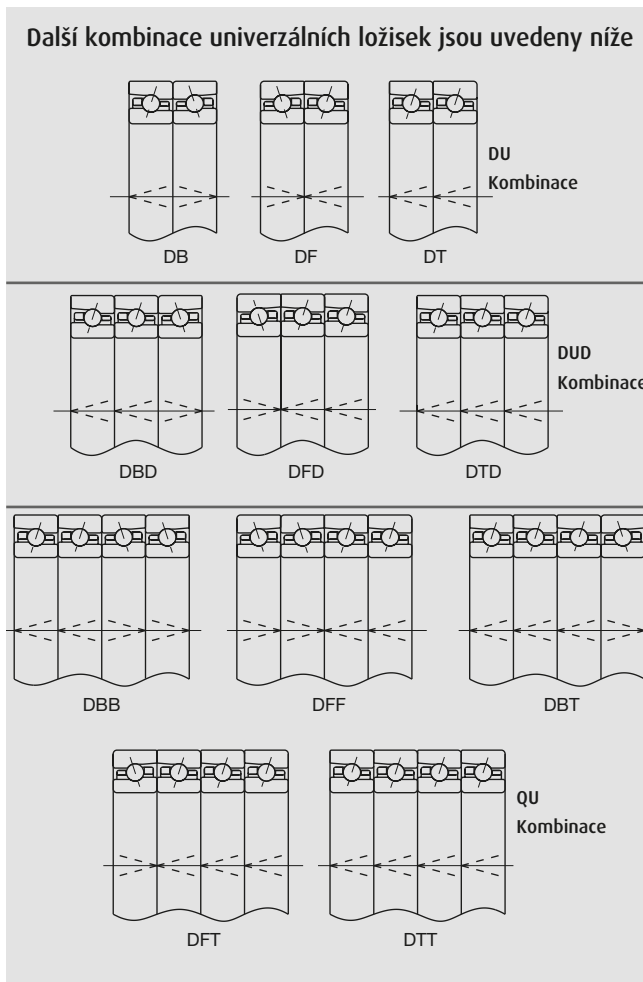 Další kombinace univerzálních ložisek jsou uvedeny níže
DU
Kombinace
DB DF DT
DUD
Kombinace
DBD DFD DTD
DBB DFF DBT
QU
Kombinace
DFT DTT